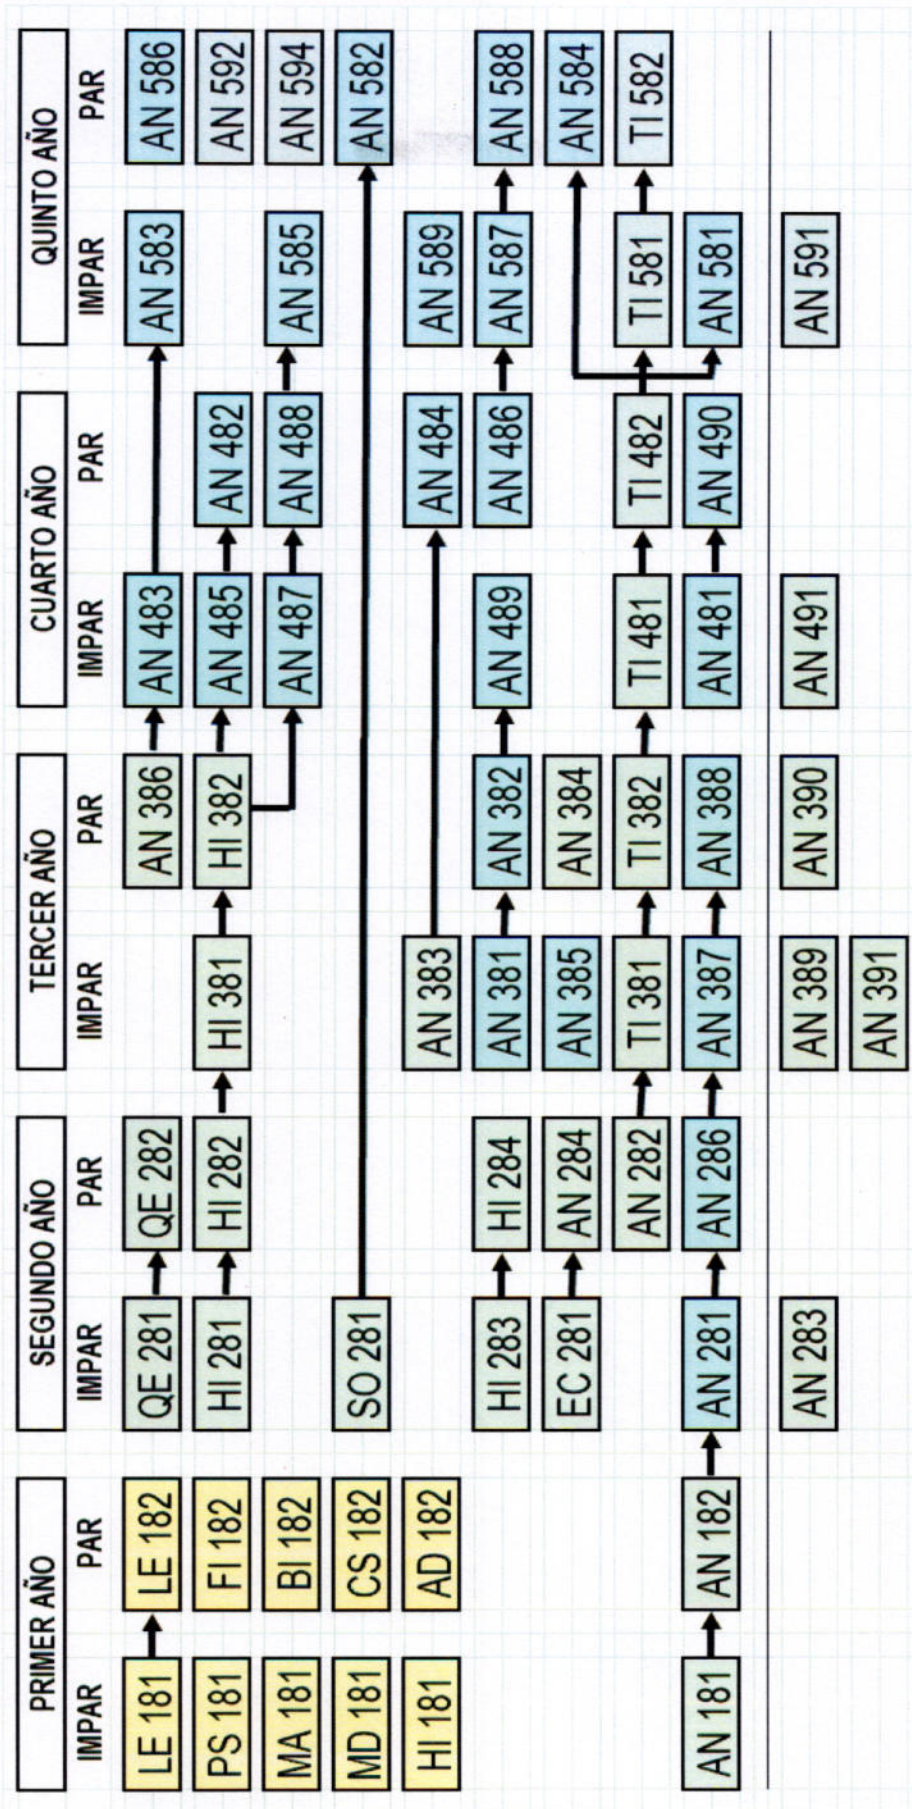 PRIMER AÑO SEGUNDO AÑO TERCER AÑO CUARTO AÑO QUINTO AÑO
IMPAR PAR IMPAR PAR IMPAR PAR IMPAR PAR IMPAR PAR
LE 181 LE 182 QE 281 QE 282 AN 386 AN 483 AN 583 AN 586
PS 181 FI 182 HI 281 HI 282 HI 381 HI 382 AN 485 AN 482 AN 592
MA 181 BI 182 AN 487 AN 488 AN 585 AN 594
MD 181 CS 182 SO 281 AN 582
HI 181 AD 182 AN 383 AN 484 AN 589
HI 283 HI 284 AN 381 AN 382 AN 489 AN 486 AN 587 AN 588
EC 281 AN 284 AN 385 AN 384 AN 584
AN 282 TI 381 TI 382 TI 481 TI 482 TI 581 TI 582
AN 181 AN 182 AN 281 AN 286 AN 387 AN 388 AN 481 AN 490 AN 581
AN 283 AN 389 AN 390 AN 491 AN 591
AN 391